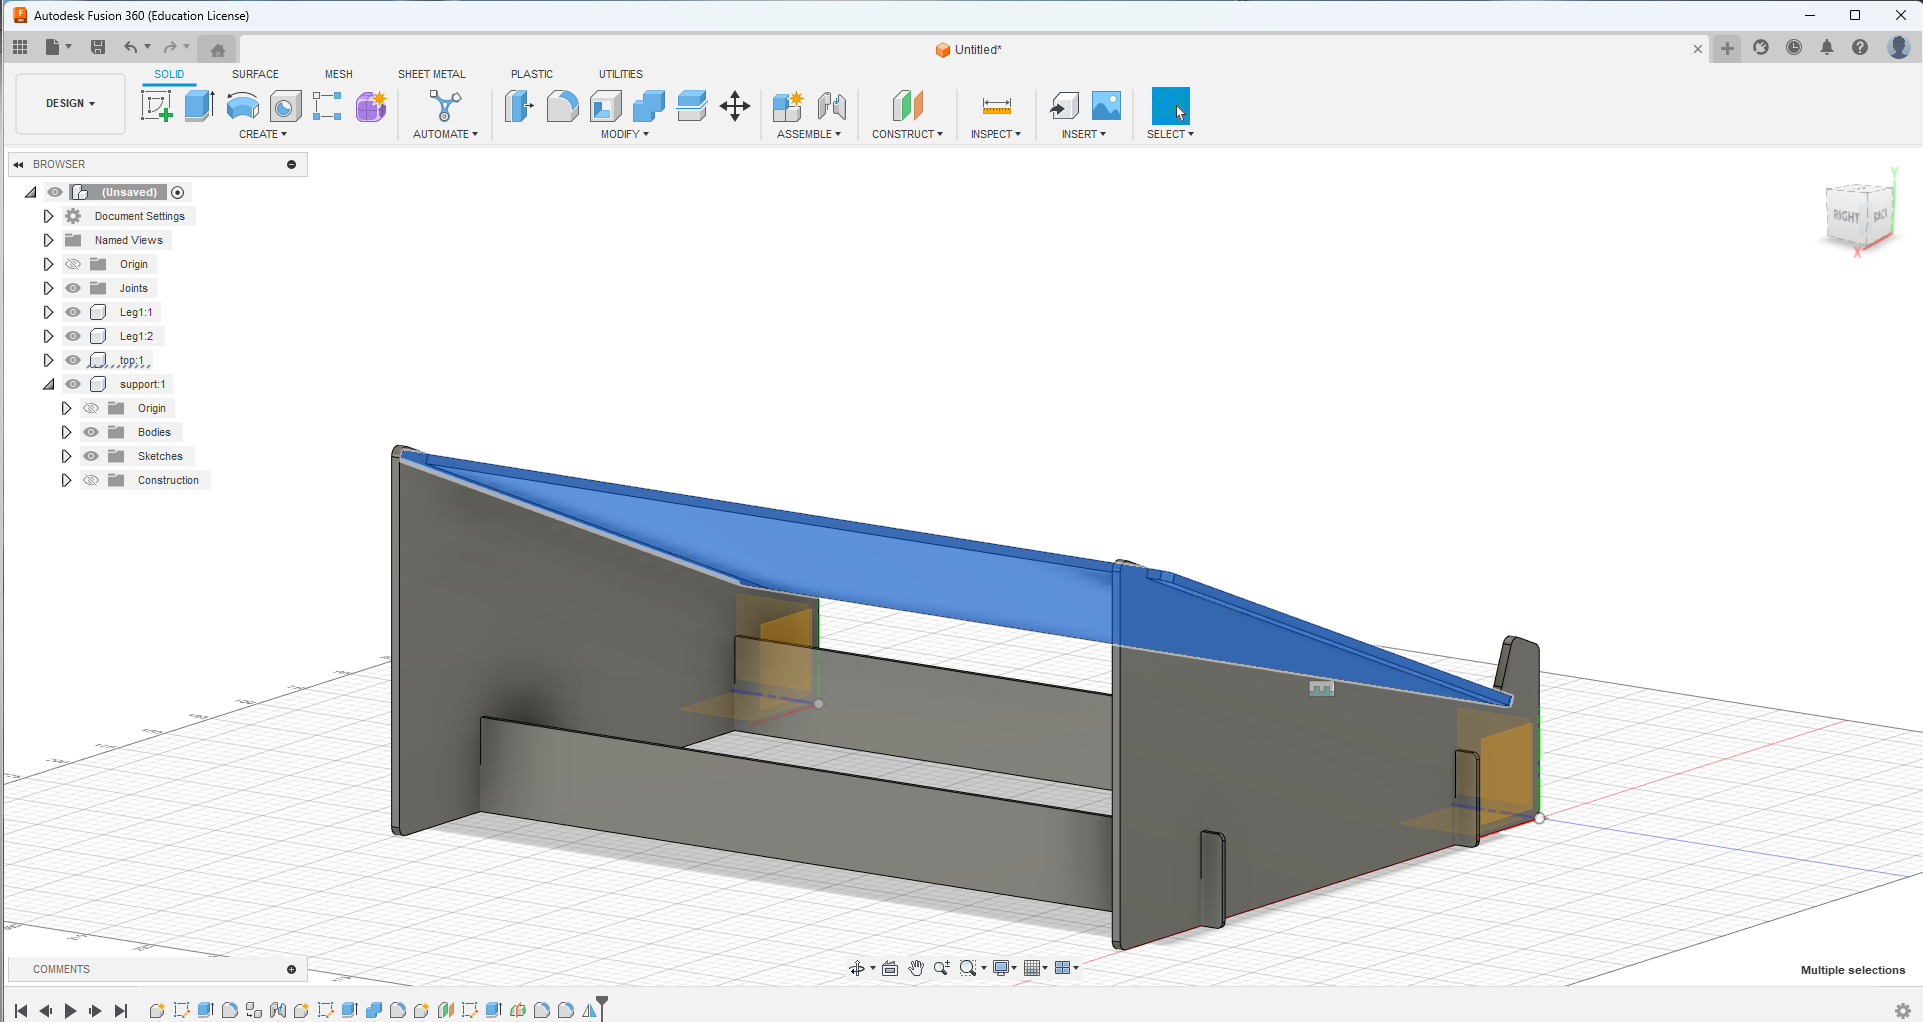 Autodesk Fusion 360 (Education License)
Untitled*
DESIGN
SOLID SURFACE MESH SHEET METAL PLASTIC UTILITIES
CREATE AUTOMATE MODIFY ASSEMBLE CONSTRUCT INSPECT INSERT SELECT
BROWSER
(Unsaved)
Document Settings
Named Views
Origin
Joints
Leg1:1
Leg1:2
top:1
support:1
Origin
Bodies
Sketches
Construction
Y
RIGHT BACK
X
COMMENTS
Multiple selections